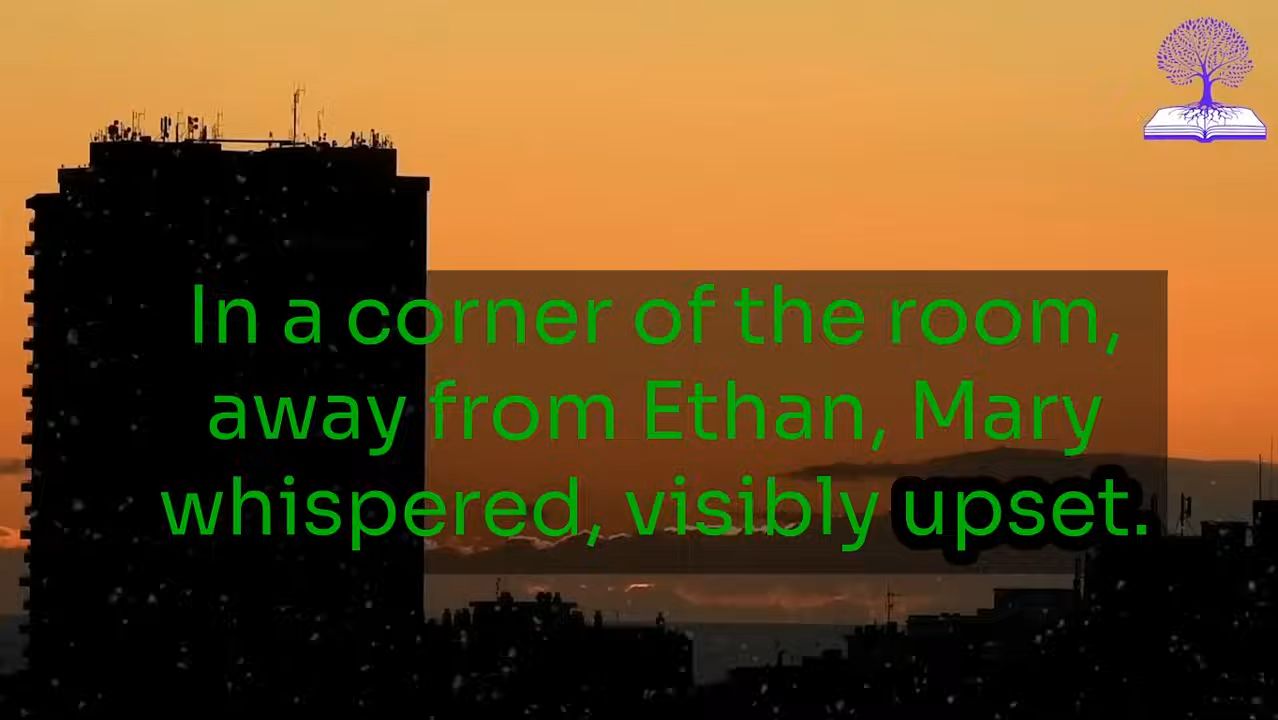 In a corner of the room,
away from Ethan, Mary
whispered, visibly upset.